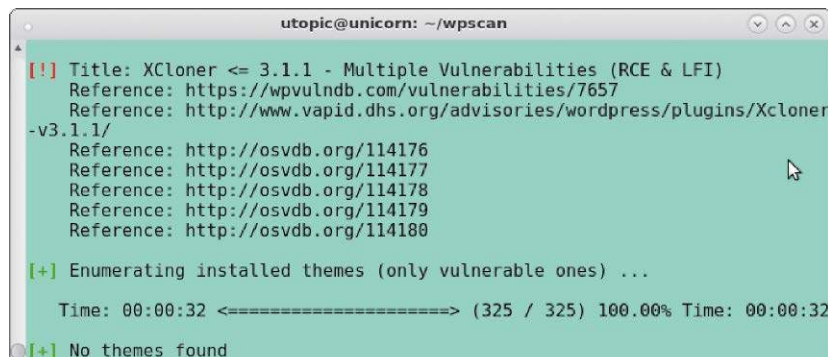 utopic@unicorn: ~/wpscan
[!] Title: XCloner <= 3.1.1 - Multiple Vulnerabilities (RCE & LFI)
Reference: https://wpvulndb.com/vulnerabilities/7657
Reference: http://www.vapid.dhs.org/advisories/wordpress/plugins/Xcloner
-v3.1.1/
Reference: http://osvdb.org/114176
Reference: http://osvdb.org/114177
Reference: http://osvdb.org/114178
Reference: http://osvdb.org/114179
Reference: http://osvdb.org/114180
[+] Enumerating installed themes (only vulnerable ones) ...
Time: 00:00:32 <=====================> (325 / 325) 100.00% Time: 00:00:32
[+] No themes found